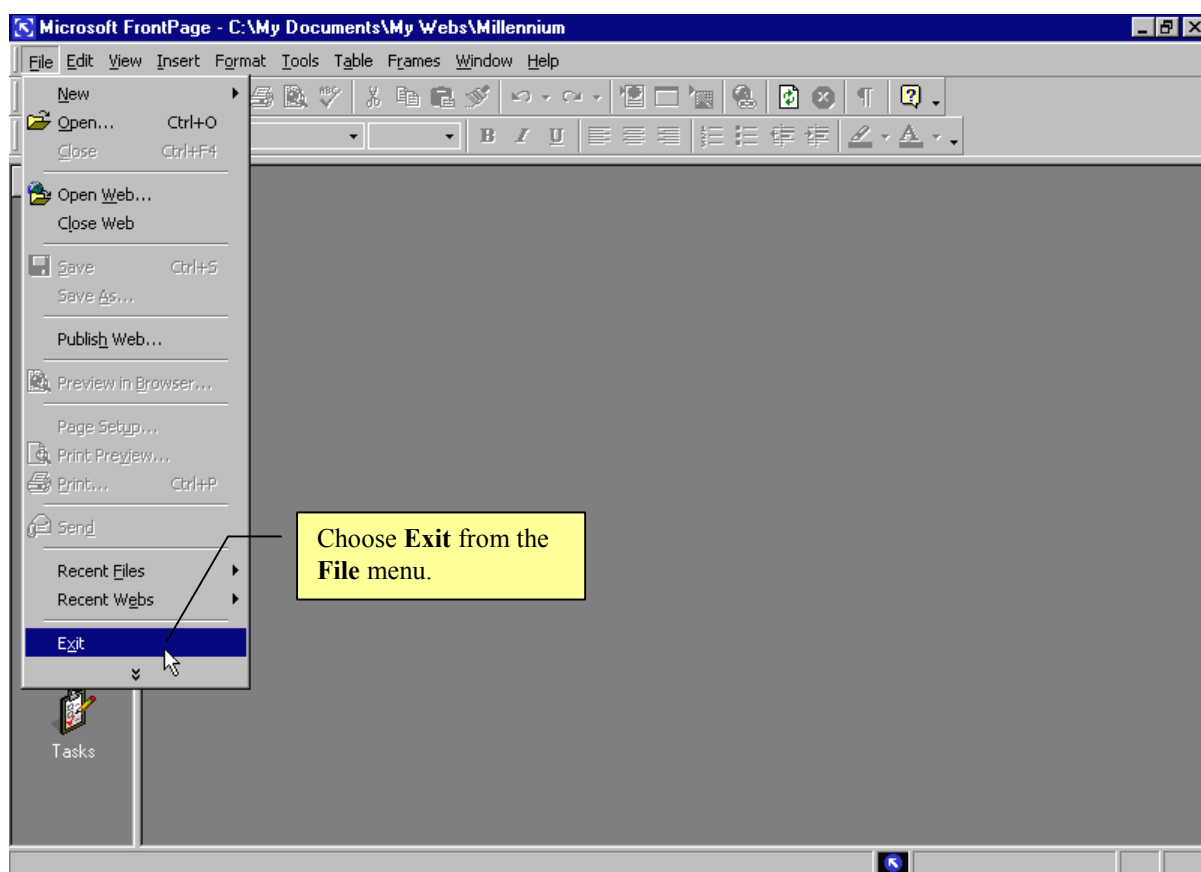 Microsoft FrontPage - C:\My Documents\My Webs\Millennium
File Edit View Insert Format Tools Table Frames Window Help
New
ABC
Open... Ctrl+O
B I U
A
Close Ctrl+F4
Open Web...
Close Web
Save Ctrl+S
Save As...
Publish Web...
Preview in Browser...
Page Setup...
Print Preview...
Print... Ctrl+P
Send
Choose Exit from the
File menu.
Recent Files
Recent Webs
Exit
Tasks